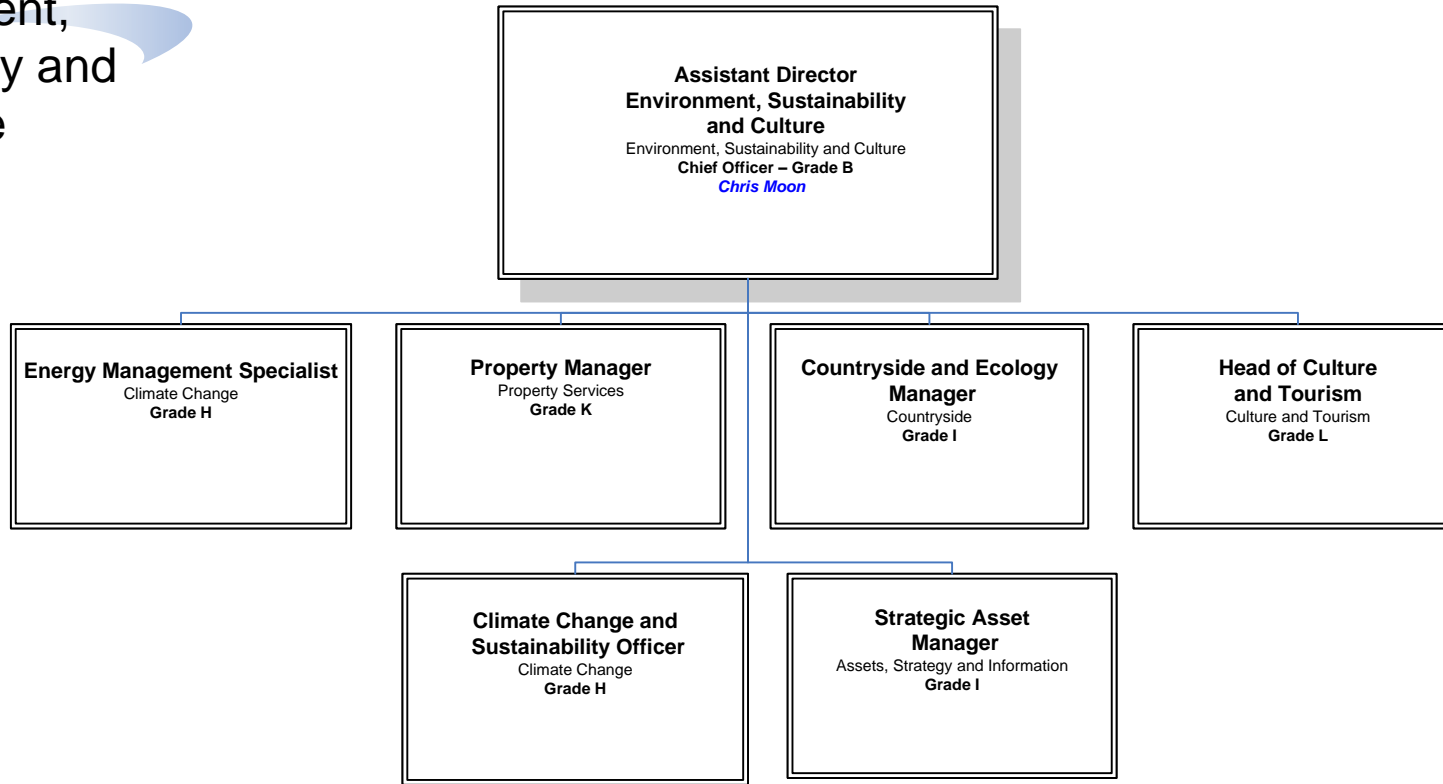 ent,
y and
e
Assistant Director
Environment, Sustainability
and Culture
Environment, Sustainability and Culture
Chief Officer – Grade B
Chris Moon
Energy Management Specialist
Climate Change
Grade H
Property Manager
Property Services
Grade K
Countryside and Ecology
Manager
Countryside
Grade I
Head of Culture
and Tourism
Culture and Tourism
Grade L
Climate Change and
Sustainability Officer
Climate Change
Grade H
Strategic Asset
Manager
Assets, Strategy and Information
Grade I